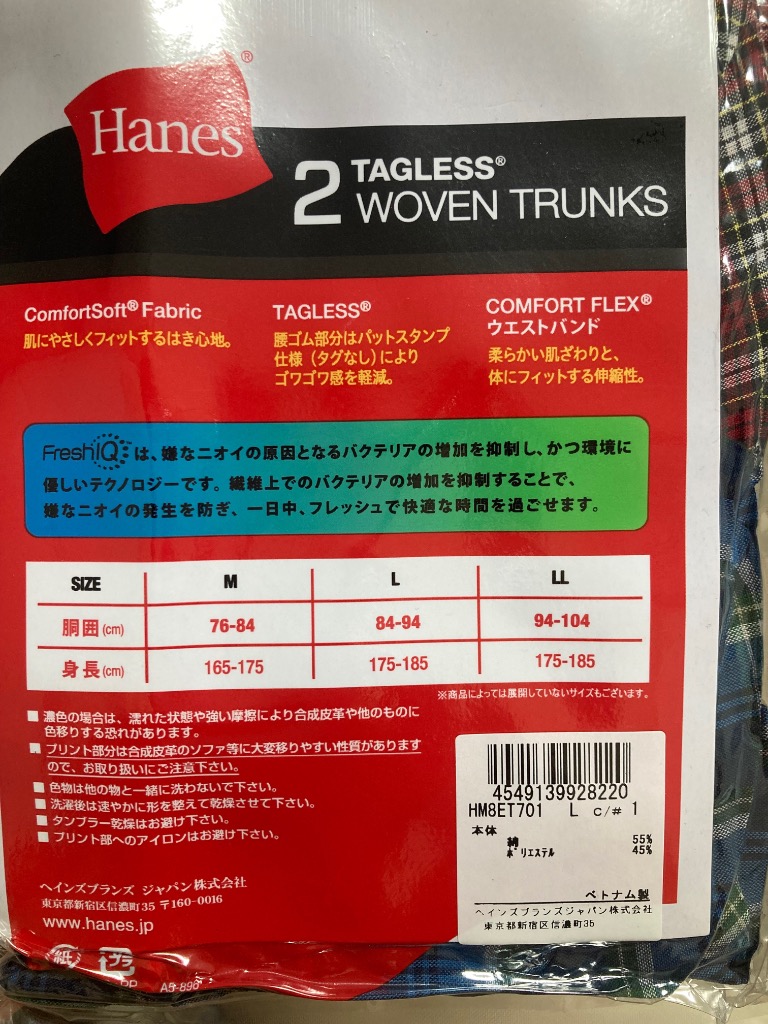 Hanes®
2 TAGLESS®
WOVEN TRUNKS
ComfortSoft® Fabric
肌にやさしくフィットするはき心地。
TAGLESS®
腰ゴム部分はパットスタンプ
仕様（タグなし）により
ゴワゴワ感を軽減。
COMFORT FLEX®
ウエストバンド
柔らかい肌ざわりと、
体にフィットする伸縮性。
FreshIQ は、嫌なニオイの原因となるバクテリアの増加を抑制し、かつ環境に
優しいテクノロジーです。繊維上でのバクテリアの増加を抑制することで、
嫌なニオイの発生を防ぎ、一日中、フレッシュで快適な時間を過ごせます。
SIZE M L LL
胴囲(cm) 76-84 84-94 94-104
身長(cm) 165-175 175-185 175-185
※商品によっては展開していないサイズもございます。
■ 濃色の場合は、濡れた状態や強い摩擦により合成皮革や他のものに
色移りする恐れがあります。
■ プリント部分は合成皮革のソファ等に大変移りやすい性質があります
ので、お取り扱いにご注意下さい。
■ 色物は他の物と一緒に洗わないで下さい。
■ 洗濯後は速やかに形を整えて乾燥させて下さい。
■ タンブラー乾燥はお避け下さい。
■ プリント部へのアイロンはお避け下さい。
ヘインズブランズ ジャパン株式会社
東京都新宿区信濃町35 〒160-0016
www.hanes.jp
紙 プラ
PP A5-896
4549139928220
HM8ET701 L c/# 1
本体
綿 55%
ポリエステル 45%
ベトナム製
ヘインズブランズジャパン株式会社
東京都新宿区信濃町35